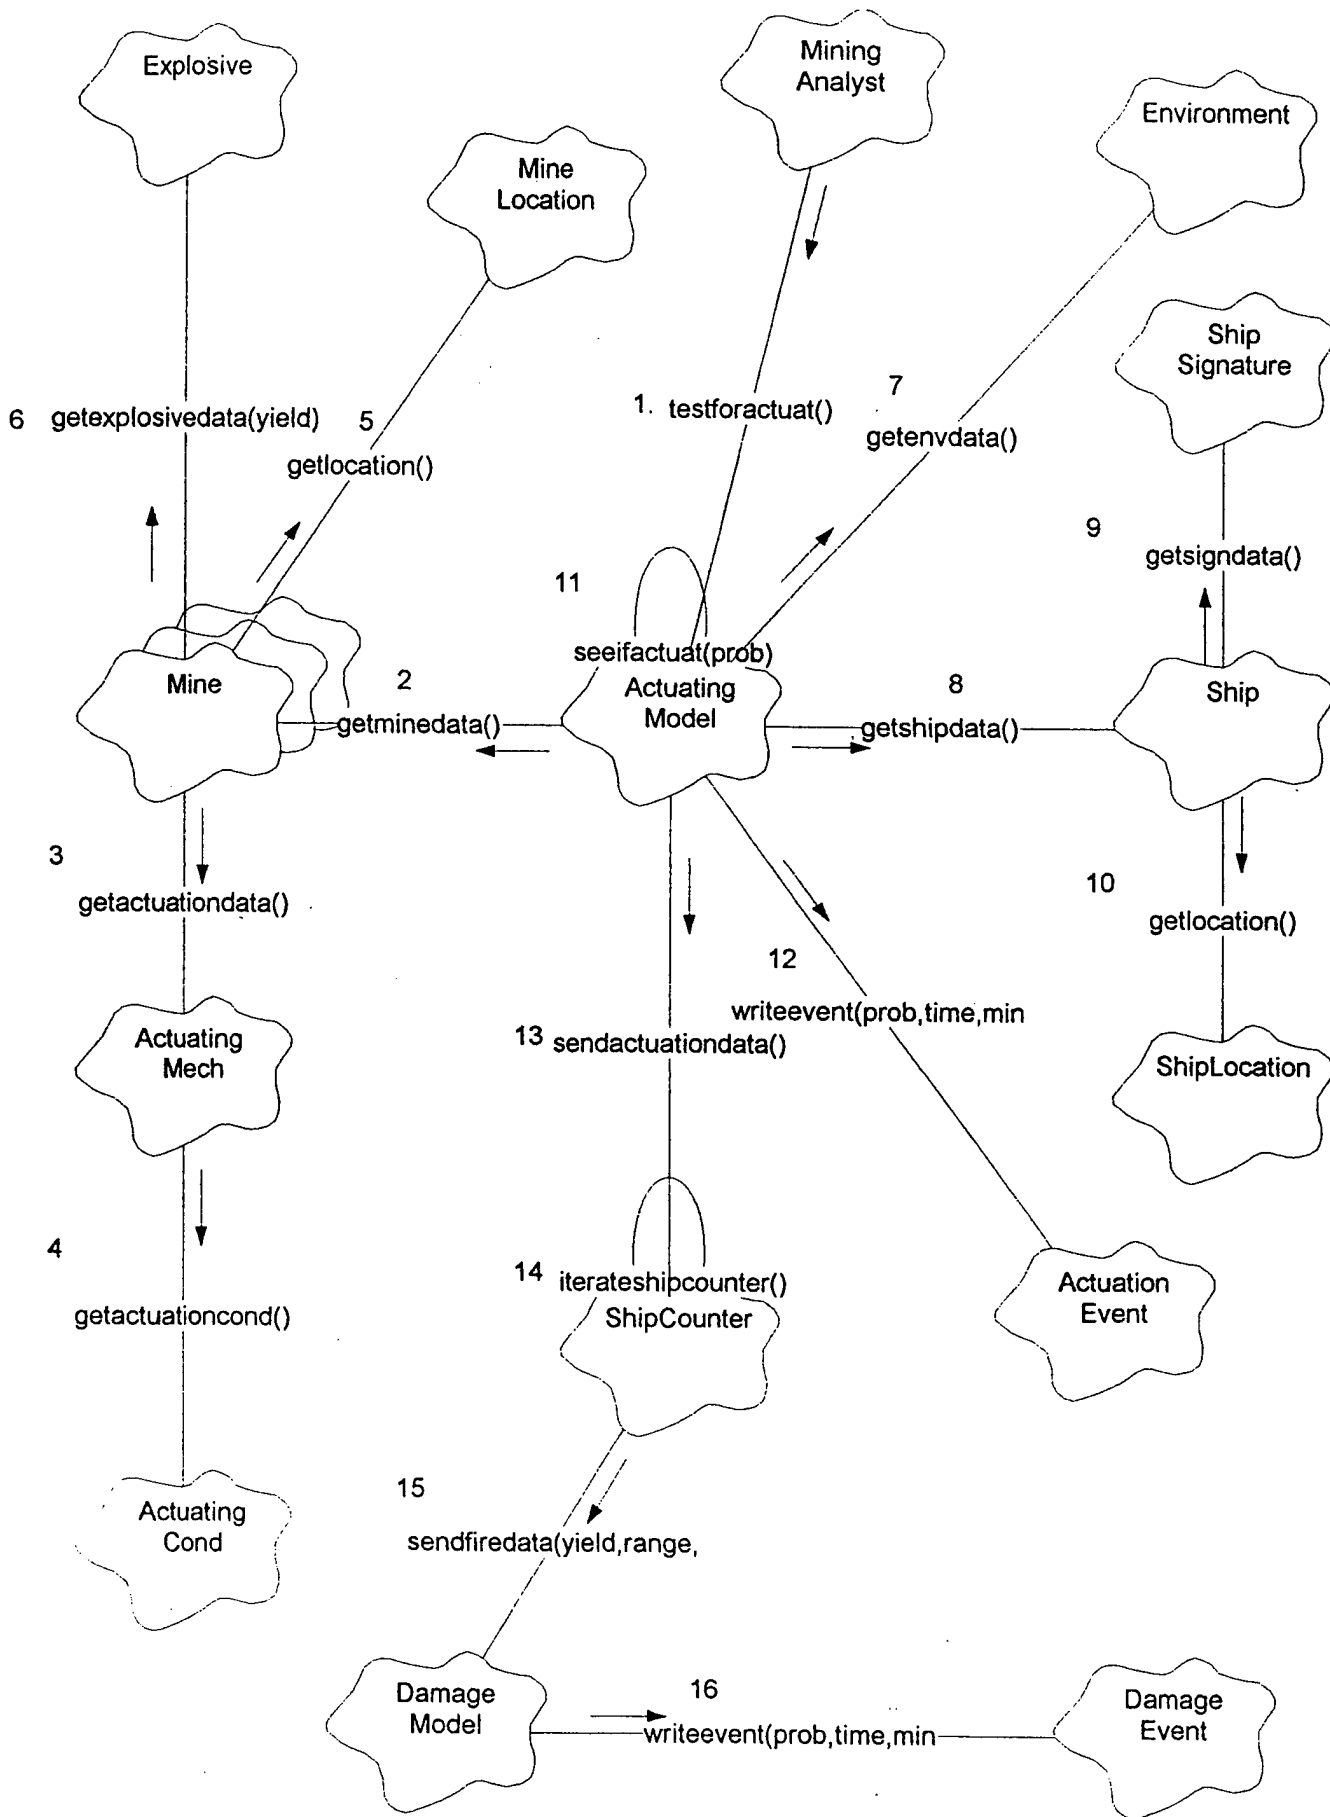 Explosive
Mining
Analyst
Environment
Mine
Location
Ship
Signature
6 getexplosivedata(yield)
5
getlocation()
1. testforactuat()
7
getenvdata()
9
getsigndata()
11
seeifactuat(prob)
Actuating
Model
Mine
2
getminedata()
8
getshipdata()
Ship
3
getactuationdata()
10
getlocation()
12
writeevent(prob,time,min
13 sendactuationdata()
Actuating
Mech
ShipLocation
4
getactuationcond()
14 iterateshipcounter()
ShipCounter
Actuation
Event
15
sendfiredata(yield,range,
Actuating
Cond
Damage
Model
16
writeevent(prob,time,min
Damage
Event